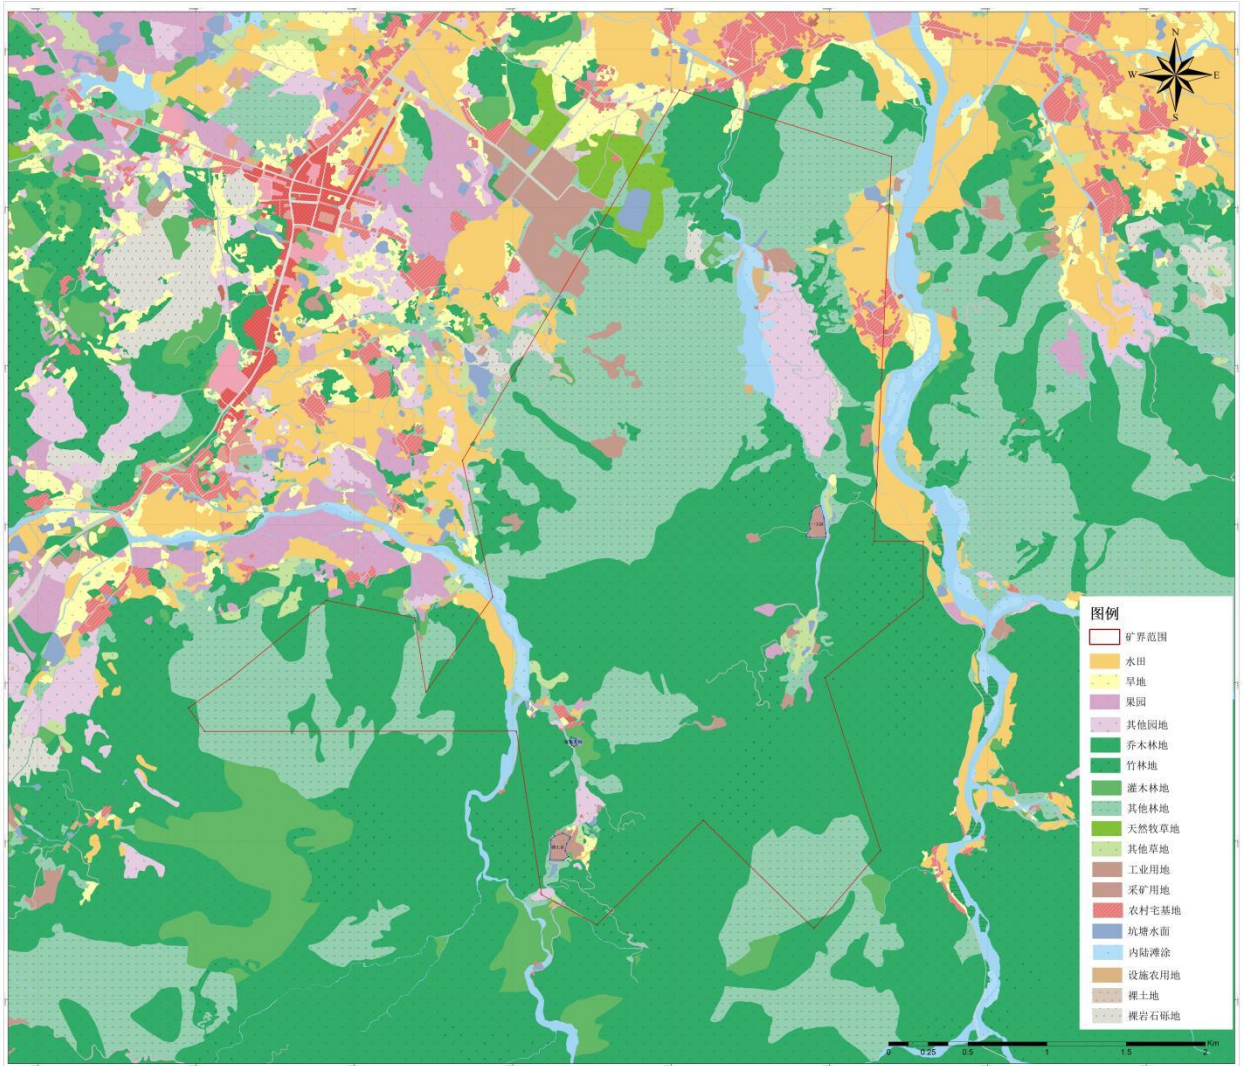 N
W
E
S
图例
矿界范围
水田
旱地
果园
其他园地
乔木林地
竹林地
灌木林地
其他林地
天然牧草地
其他草地
工业用地
采矿用地
农村宅基地
坑塘水面
内陆滩涂
设施农用地
裸土地
裸岩石砾地
Km
0 0.25 0.5 1 1.5 2